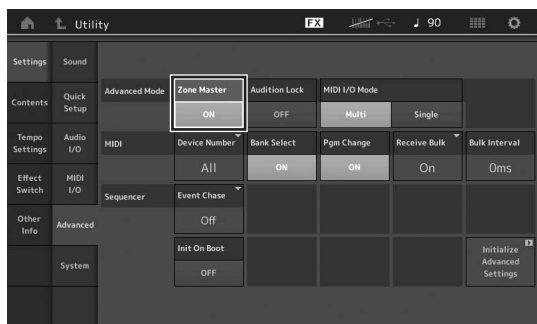 Utility FX ♩ 90
Settings Sound
Advanced Mode Zone Master Audition Lock MIDI I/O Mode
ON OFF Multi Single
Contents Quick Setup
Tempo Settings Audio I/O
MIDI Device Number Bank Select Pgm Change Receive Bulk Bulk Interval
All ON ON On 0ms
Effect Switch MIDI I/O
Sequencer Event Chase
Off
Other Info Advanced
Init On Boot
OFF
Initialize Advanced Settings
System